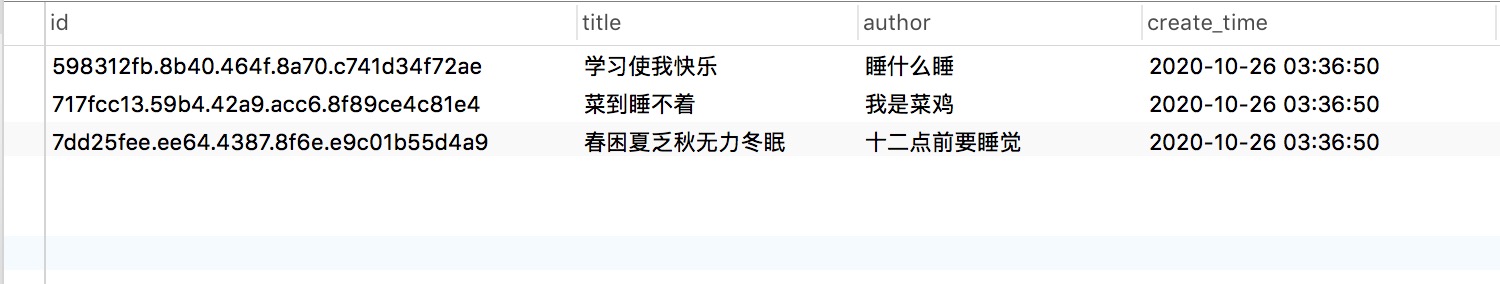 id title author create_time
598312fb.8b40.464f.8a70.c741d34f72ae 学习使我快乐 睡什么睡 2020-10-26 03:36:50
717fcc13.59b4.42a9.acc6.8f89ce4c81e4 菜到睡不着 我是菜鸡 2020-10-26 03:36:50
7dd25fee.ee64.4387.8f6e.e9c01b55d4a9 春困夏乏秋无力冬眠 十二点前要睡觉 2020-10-26 03:36:50